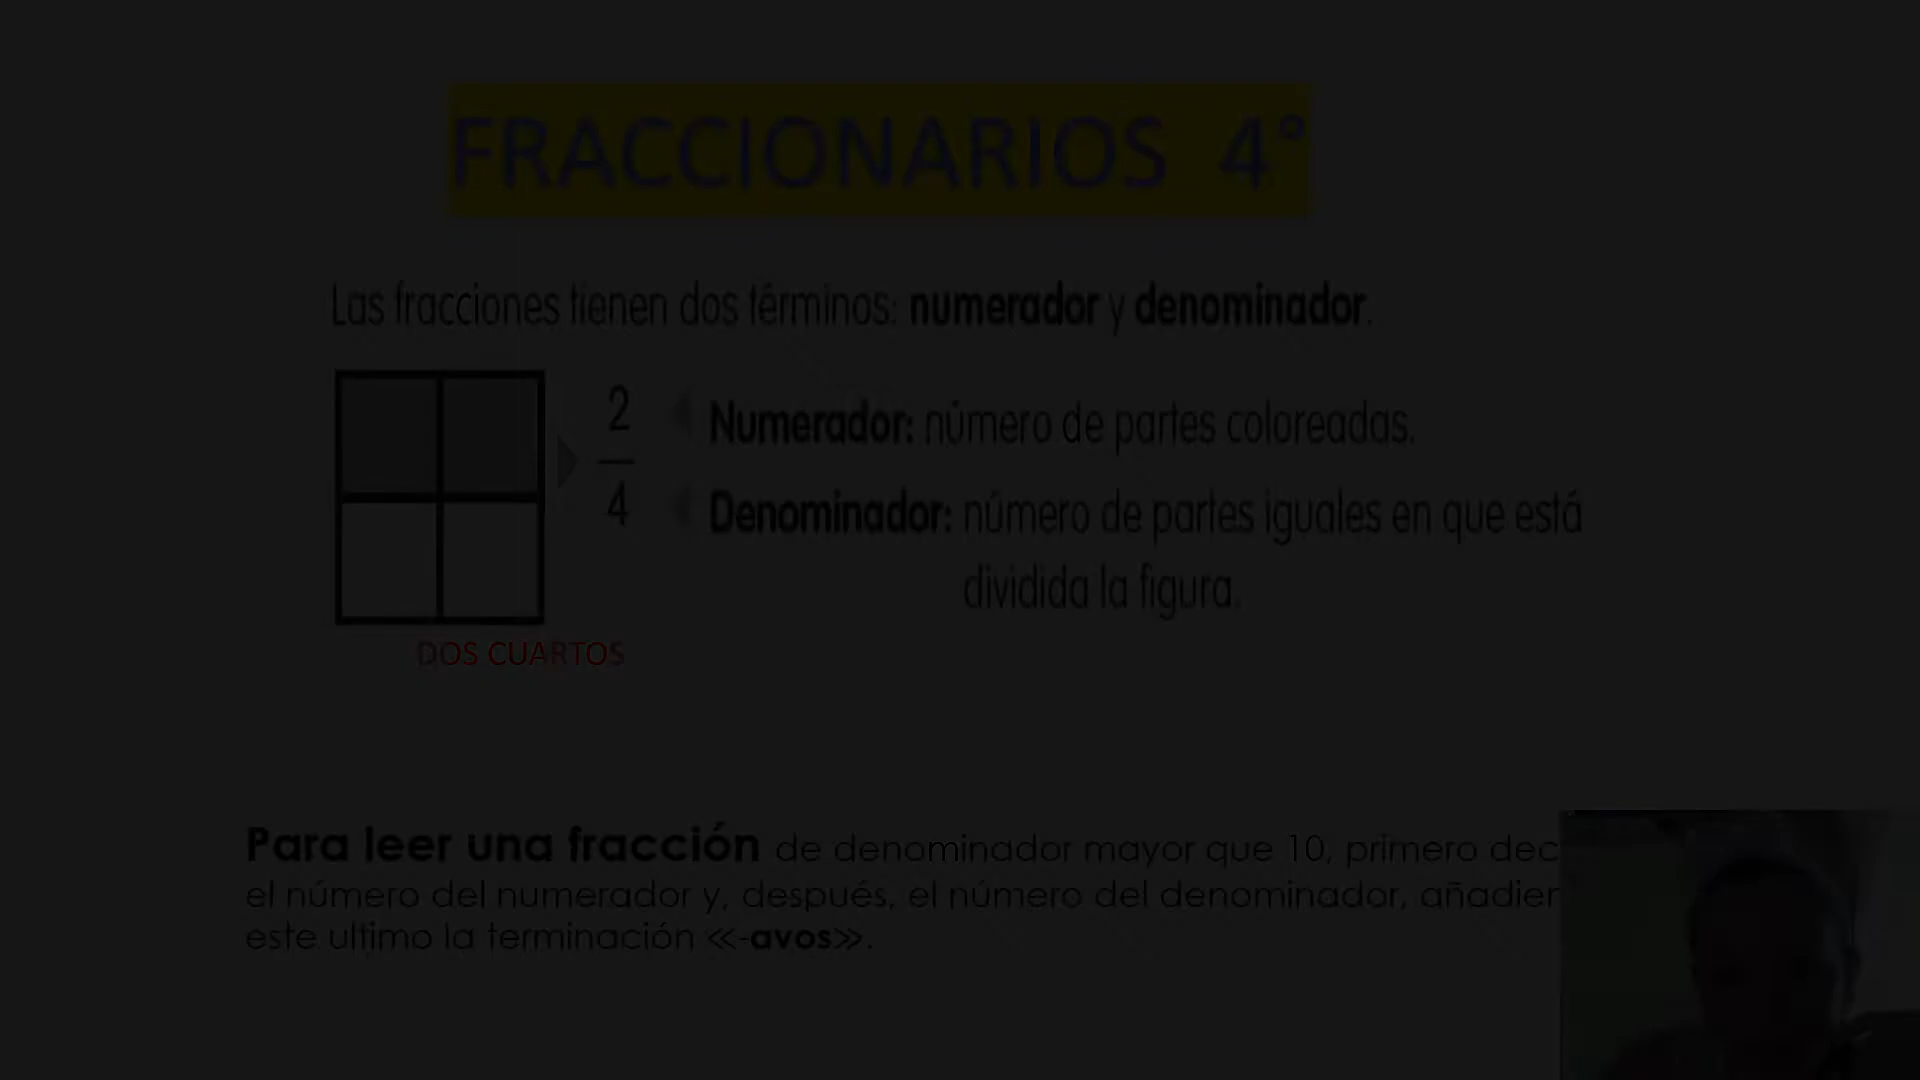 FRACCIONARIOS 4°
Las fracciones tienen dos términos: numerador y denominador.
2
4
Numerador: número de partes coloreadas.
Denominador: número de partes iguales en que está
dividida la figura.
DOS CUARTOS
Para leer una fracción de denominador mayor que 10, primero dec
el número del numerador y, después, el número del denominador, añadier
este ultimo la terminación ≪-avos≫.